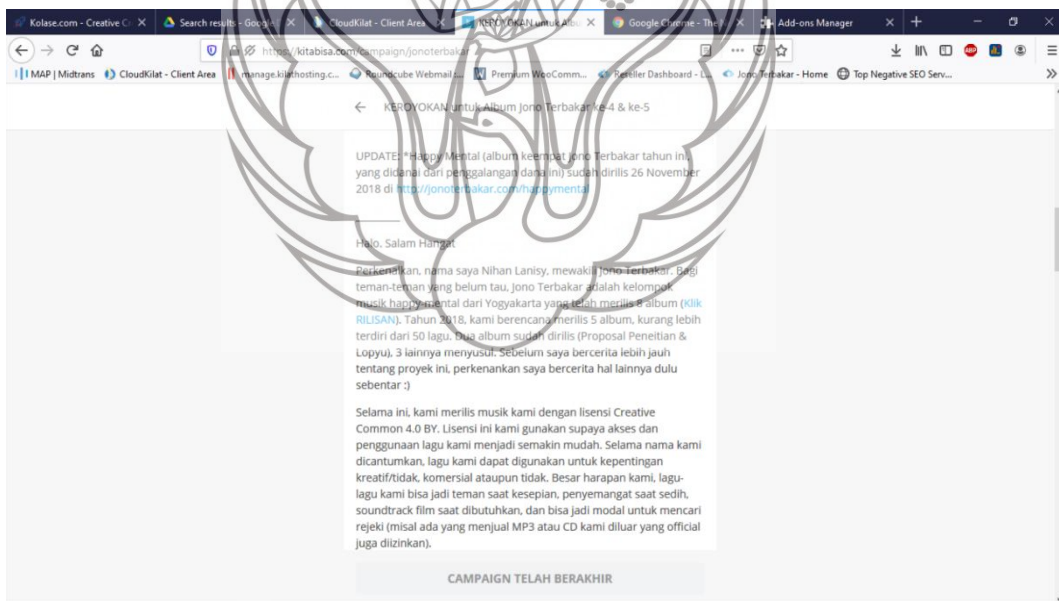 Kolase.com - Creative C
Search results - Google
CloudKilat - Client Area
KEROYOKAN untuk Albu
Google Chrome - The
Add-ons Manager
https://kitabisa.com/campaign/jonoterbakar
MAP | Midtrans
CloudKilat - Client Area
manage.kilathosting.c...
Roundcube Webmail :...
Premium WooComm...
Reseller Dashboard - L...
Jono Terbakar - Home
Top Negative SEO Serv...
KEROYOKAN untuk Album Jono Terbakar ke-4 & ke-5
UPDATE: *Happy Mental (album keempat Jono Terbakar tahun ini,
yang didanai dari penggalangan dana ini) sudah dirilis 26 November
2018 di http://jonoterbakar.com/happymental
Halo. Salam Hangat
Perkenalkan, nama saya Nihan Lanisy, mewakili Jono Terbakar. Bagi
teman-teman yang belum tau, Jono Terbakar adalah kelompok
musik happy-mental dari Yogyakarta yang telah merilis 8 album (Klik
RILISAN). Tahun 2018, kami berencana merilis 5 album, kurang lebih
terdiri dari 50 lagu. Dua album sudah dirilis (Proposal Peneitian &
Lopyu), 3 lainnya menyusul. Sebelum saya bercerita lebih jauh
tentang proyek ini, perkenankan saya bercerita hal lainnya dulu
sebentar :)
Selama ini, kami merilis musik kami dengan lisensi Creative
Common 4.0 BY. Lisensi ini kami gunakan supaya akses dan
penggunaan lagu kami menjadi semakin mudah. Selama nama kami
dicantumkan, lagu kami dapat digunakan untuk kepentingan
kreatif/tidak, komersial ataupun tidak. Besar harapan kami, lagu-
lagu kami bisa jadi teman saat kesepian, penyemangat saat sedih,
soundtrack film saat dibutuhkan, dan bisa jadi modal untuk mencari
rejeki (misal ada yang menjual MP3 atau CD kami diluar yang official
juga diizinkan).
CAMPAIGN TELAH BERAKHIR